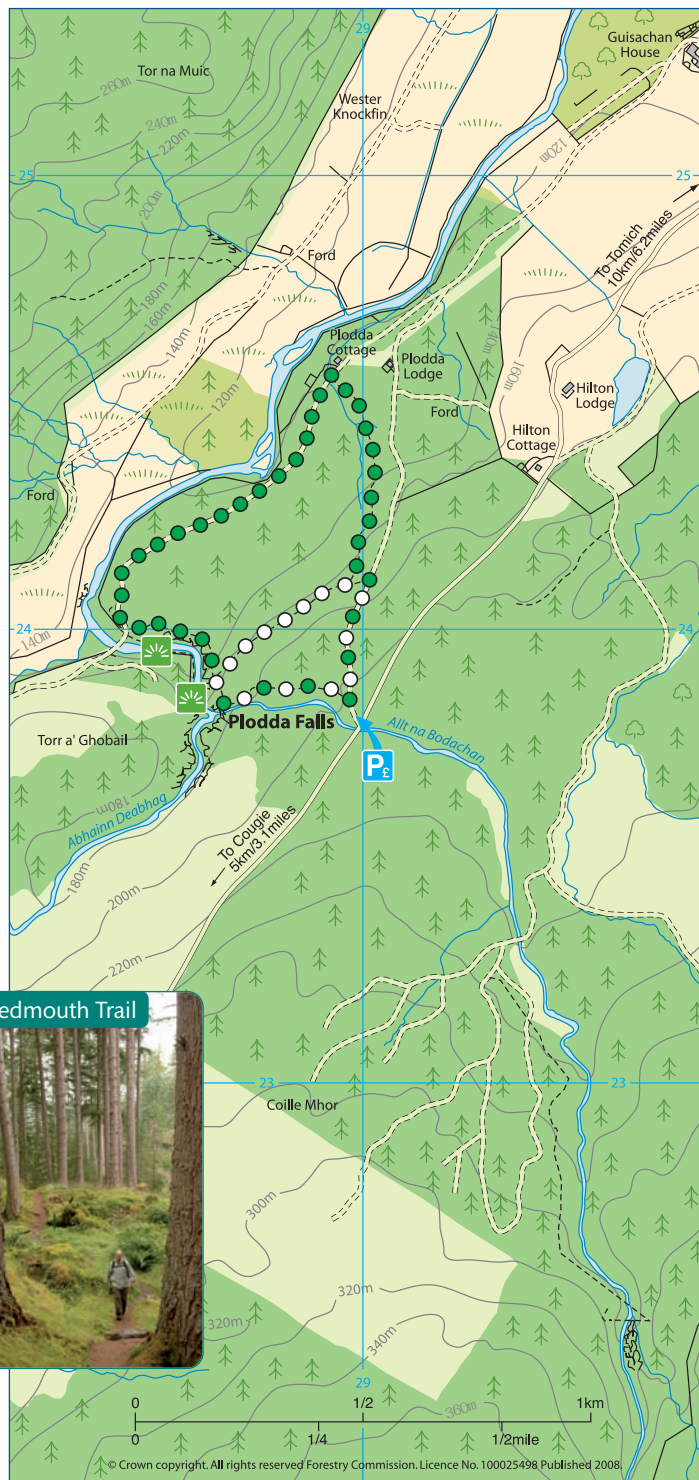 29
Guisachan
House
Tor na Muic
260m
Wester
Knockfin
240m
220m
120m
25
25
200m
To Tomich
10km/6.2miles
Ford
180m
160m
140m
Plodda
Cottage
Plodda
Lodge
140m
160m
120m
Hilton
Lodge
Ford
Hilton
Cottage
Ford
24
24
140m
Plodda Falls
Allt na Bodachan
Torr a' Ghobail
P£
180m
Abhainn Deabhag
To Cougie
5km/3.1miles
180m
200m
220m
edmouth Trail
23
23
Coille Mhor
300m
320m
320m
340m
29
360m
0 1/2 1km
0 1/4 1/2mile
© Crown copyright. All rights reserved Forestry Commission. Licence No. 100025498 Published 2008.